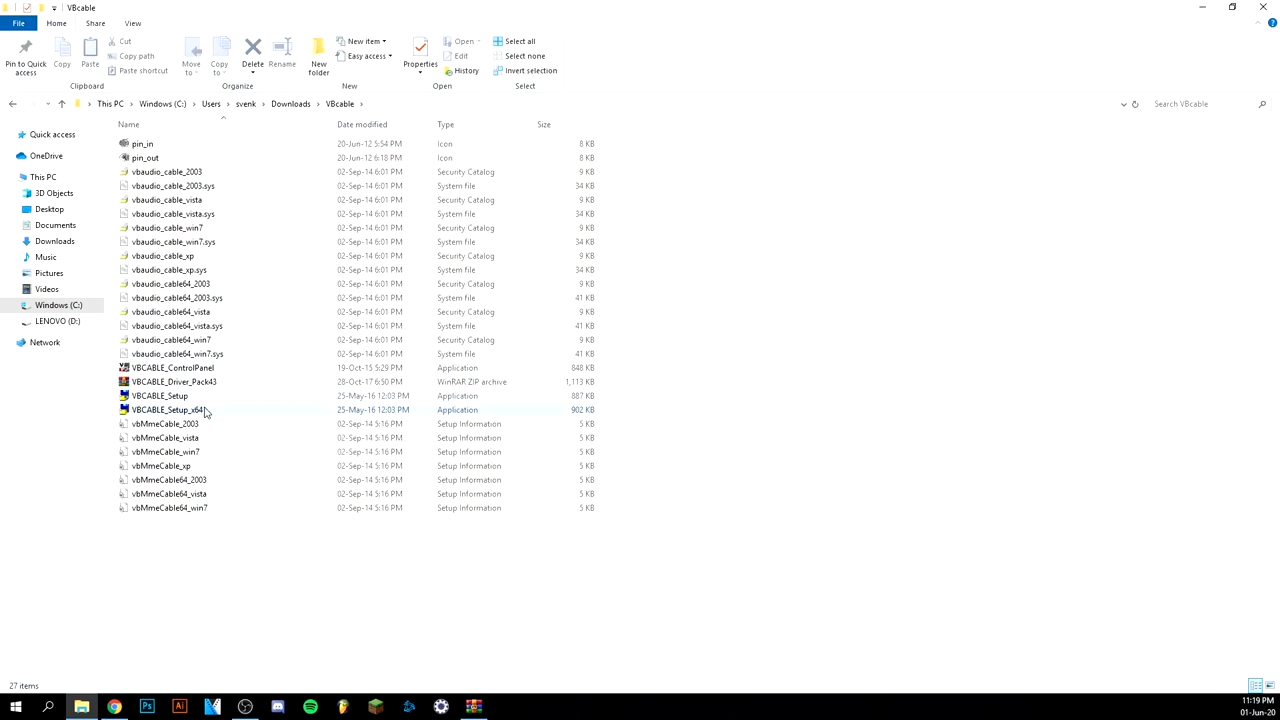 VBcable
File Home Share View
Pin to Quick access
Copy
Paste
Cut
Copy path
Paste shortcut
Move to
Copy to
Delete
Rename
New folder
New item
Easy access
Properties
Open
Edit
History
Select all
Select none
Invert selection
Clipboard Organize New Open Select
This PC Windows (C:) Users svenk Downloads VBcable
Search VBcable
Name Date modified Type Size
pin_in 20-Jun-12 5:54 PM Icon 8 KB
pin_out 20-Jun-12 6:18 PM Icon 8 KB
vbaudio_cable_2003 02-Sep-14 6:01 PM Security Catalog 9 KB
vbaudio_cable_2003.sys 02-Sep-14 6:01 PM System file 34 KB
vbaudio_cable_vista 02-Sep-14 6:01 PM Security Catalog 9 KB
vbaudio_cable_vista.sys 02-Sep-14 6:01 PM System file 34 KB
vbaudio_cable_win7 02-Sep-14 6:01 PM Security Catalog 9 KB
vbaudio_cable_win7.sys 02-Sep-14 6:01 PM System file 34 KB
vbaudio_cable_xp 02-Sep-14 6:01 PM Security Catalog 9 KB
vbaudio_cable_xp.sys 02-Sep-14 6:01 PM System file 34 KB
vbaudio_cable64_2003 02-Sep-14 6:01 PM Security Catalog 9 KB
vbaudio_cable64_2003.sys 02-Sep-14 6:01 PM System file 41 KB
vbaudio_cable64_vista 02-Sep-14 6:01 PM Security Catalog 9 KB
vbaudio_cable64_vista.sys 02-Sep-14 6:01 PM System file 41 KB
vbaudio_cable64_win7 02-Sep-14 6:01 PM Security Catalog 9 KB
vbaudio_cable64_win7.sys 02-Sep-14 6:01 PM System file 41 KB
VBCABLE_ControlPanel 19-Oct-15 5:29 PM Application 848 KB
VBCABLE_Driver_Pack43 28-Oct-17 6:50 PM WinRAR ZIP archive 1,113 KB
VBCABLE_Setup 25-May-16 12:03 PM Application 887 KB
VBCABLE_Setup_x64 25-May-16 12:03 PM Application 902 KB
vbMmeCable_2003 02-Sep-14 5:16 PM Setup Information 5 KB
vbMmeCable_vista 02-Sep-14 5:16 PM Setup Information 5 KB
vbMmeCable_win7 02-Sep-14 5:16 PM Setup Information 5 KB
vbMmeCable_xp 02-Sep-14 5:16 PM Setup Information 5 KB
vbMmeCable64_2003 02-Sep-14 5:16 PM Setup Information 5 KB
vbMmeCable64_vista 02-Sep-14 5:16 PM Setup Information 5 KB
vbMmeCable64_win7 02-Sep-14 5:16 PM Setup Information 5 KB
Quick access
OneDrive
This PC
3D Objects
Desktop
Documents
Downloads
Music
Pictures
Videos
Windows (C:)
LENOVO (D:)
Network
27 items
Ps
Ai
11:19 PM
01-Jun-20